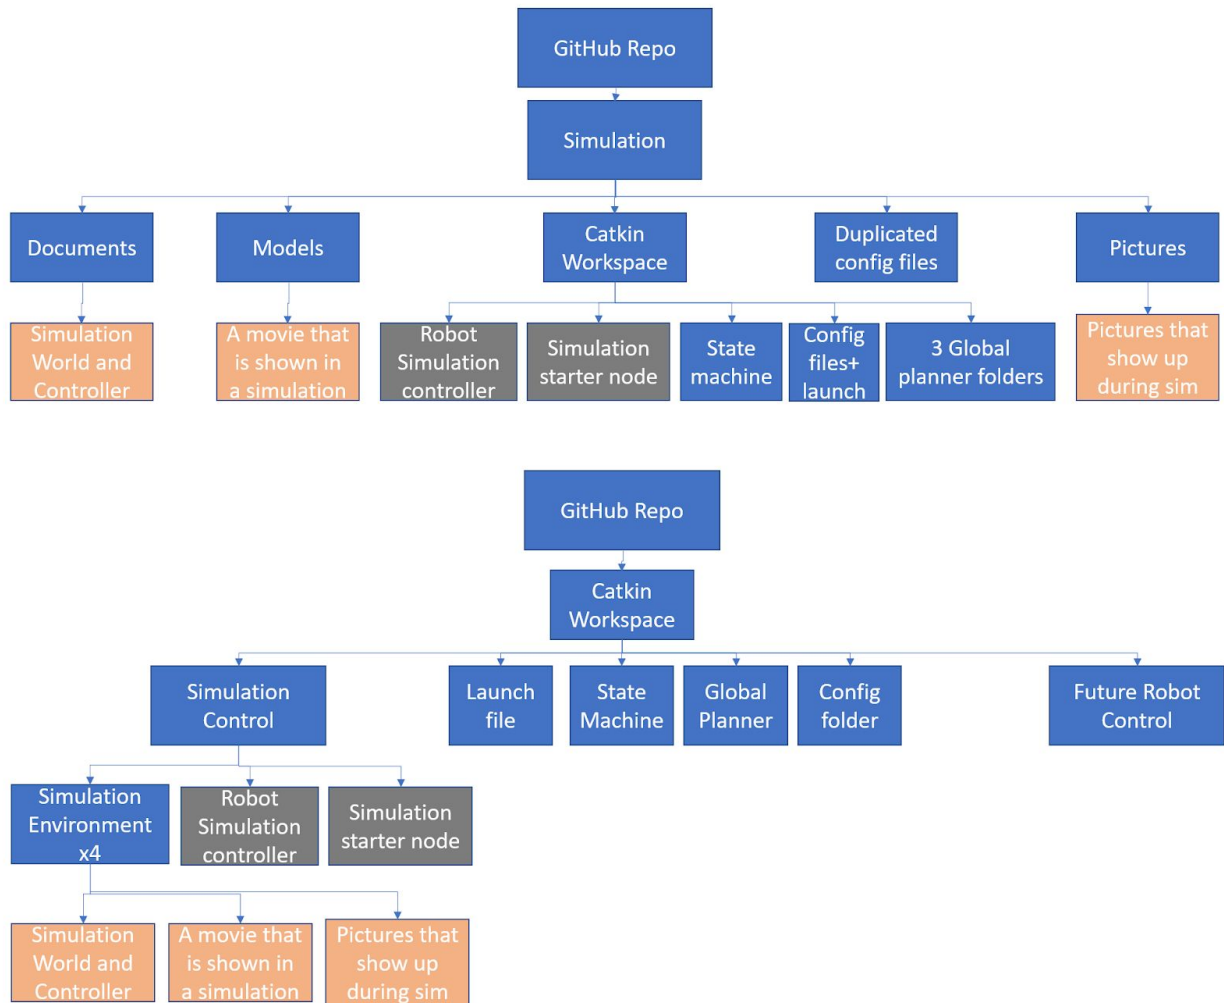 GitHub Repo
Simulation
Documents
Models
Catkin
Workspace
Duplicated
config files
Pictures
Simulation
World and
Controller
A movie that
is shown in
a simulation
Robot
Simulation
controller
Simulation
starter node
State
machine
Config
files+
launch
3 Global
planner folders
Pictures that
show up
during sim
GitHub Repo
Catkin
Workspace
Simulation
Control
Launch
file
State
Machine
Global
Planner
Config
folder
Future Robot
Control
Simulation
Environment
x4
Robot
Simulation
controller
Simulation
starter node
Simulation
World and
Controller
A movie that
is shown in
a simulation
Pictures that
show up
during sim